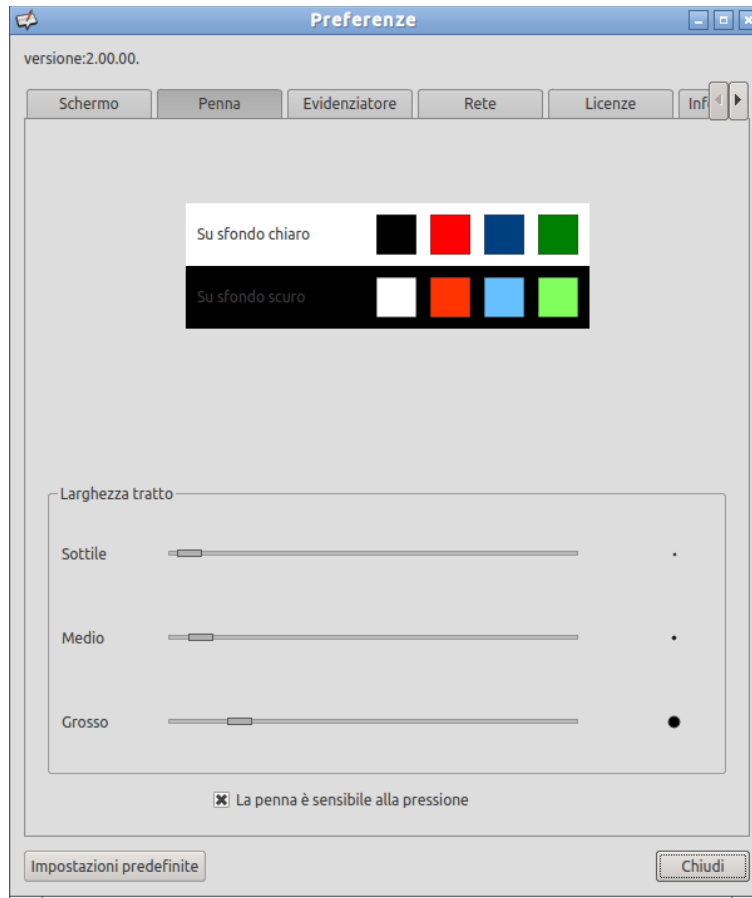 Preferenze
versione:2.00.00.
Schermo Penna Evidenziatore Rete Licenze Inf
Su sfondo chiaro
Su sfondo scuro
Larghezza tratto
Sottile
Medio
Grosso
La penna è sensibile alla pressione
Impostazioni predefinite Chiudi